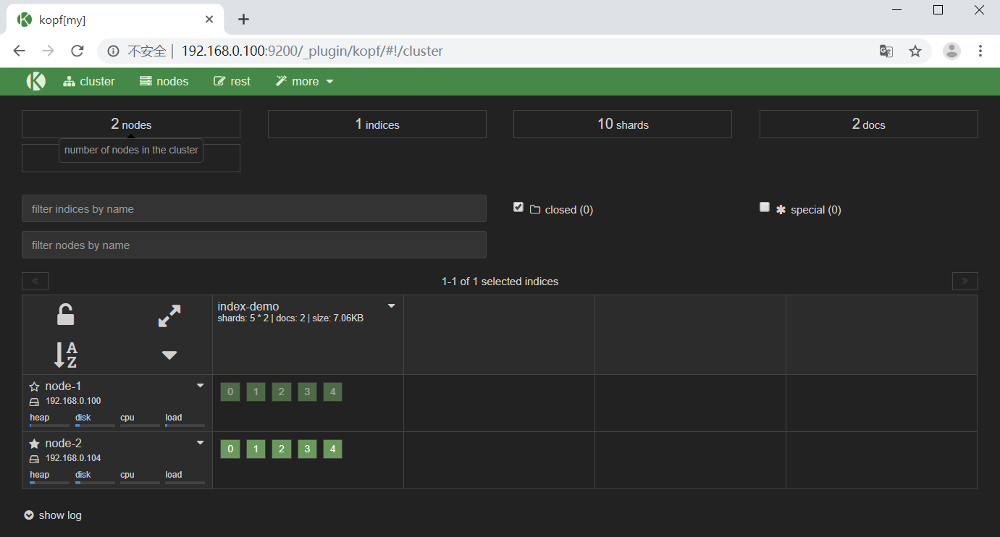 kopf[my]
不安全 | 192.168.0.100:9200/_plugin/kopf/#!/cluster
cluster nodes rest more
2 nodes 1 indices 10 shards 2 docs
number of nodes in the cluster
filter indices by name closed (0) special (0)
filter nodes by name
« 1-1 of 1 selected indices »
index-demo
shards: 5 * 2 | docs: 2 | size: 7.06KB
A
Z
node-1 0 1 2 3 4
192.168.0.100
heap disk cpu load
node-2 0 1 2 3 4
192.168.0.104
heap disk cpu load
show log